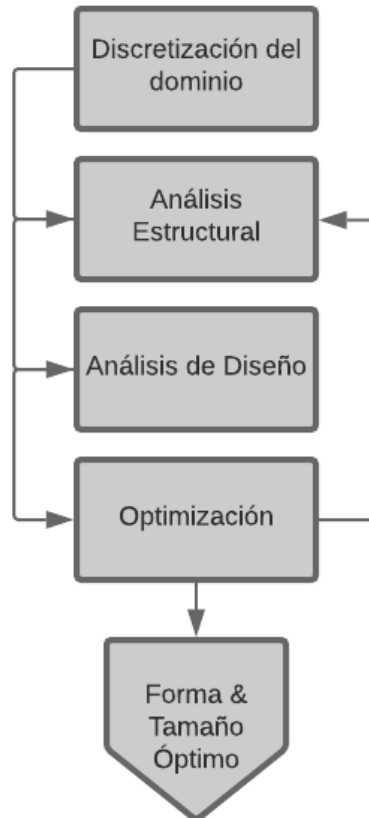 Discretización del
dominio
Análisis
Estructural
Análisis de Diseño
Optimización
Forma &
Tamaño
Óptimo